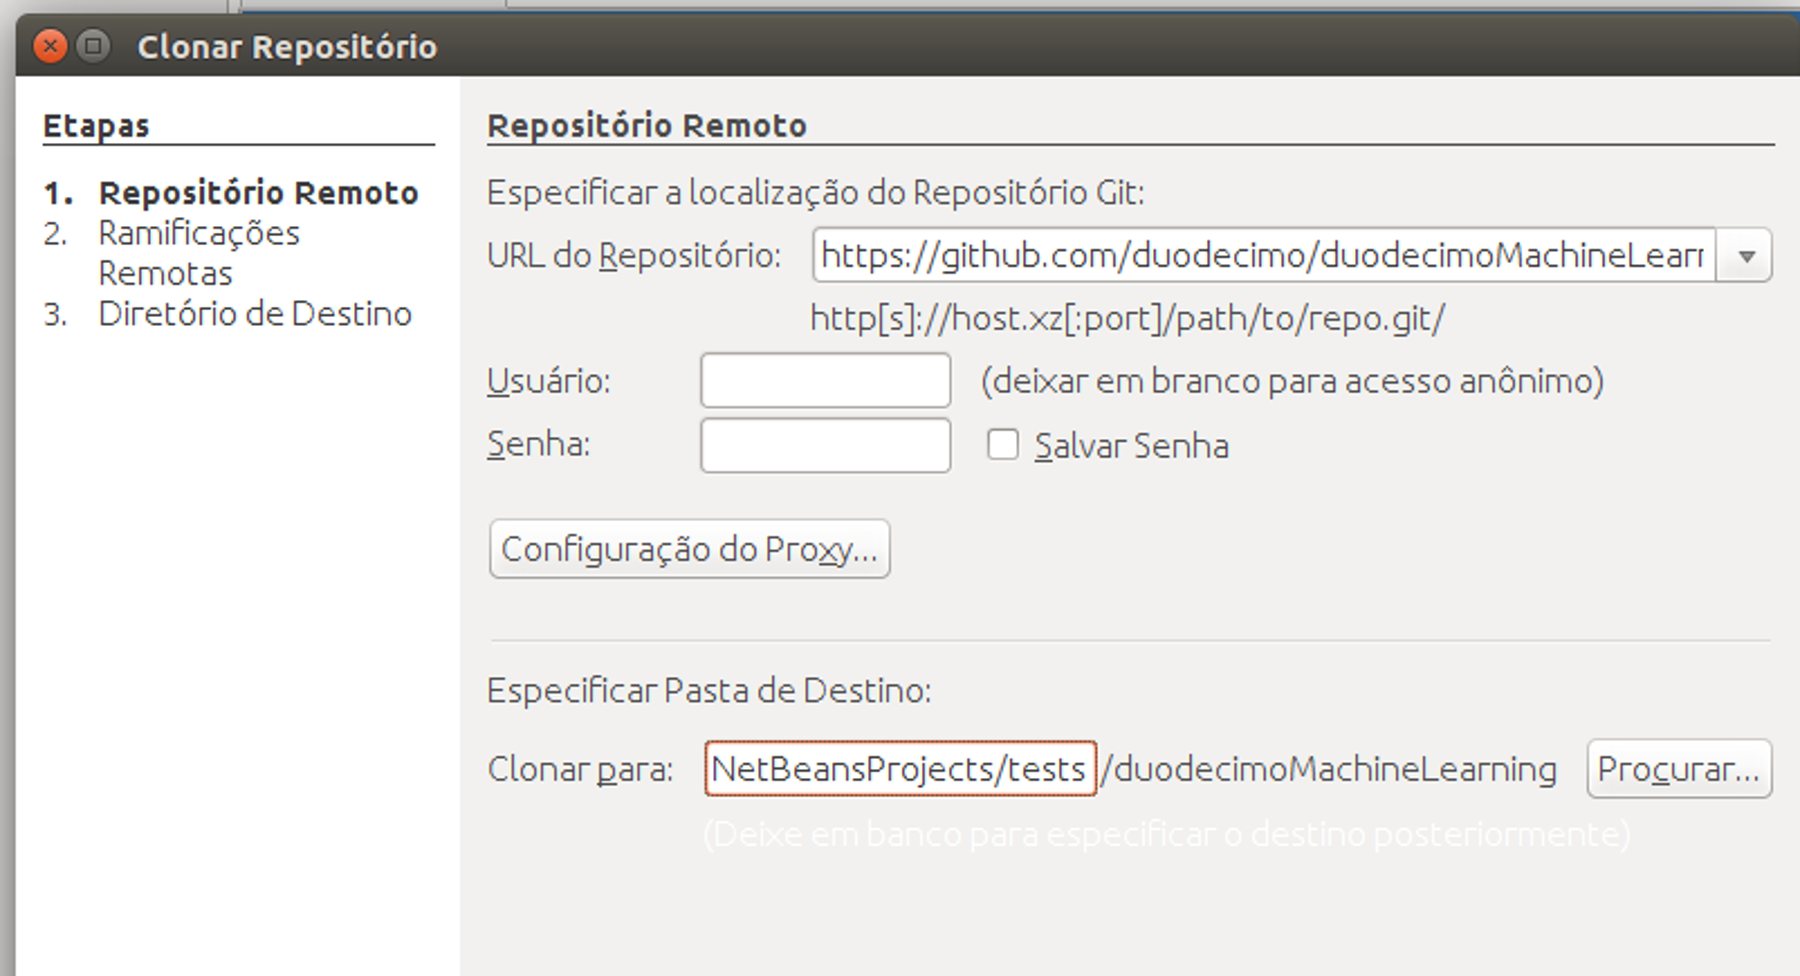 Clonar Repositório
Etapas
1. Repositório Remoto
2. Ramificações
Remotas
3. Diretório de Destino
Repositório Remoto
Especificar a localização do Repositório Git:
URL do Repositório: https://github.com/duodecimo/duodecimoMachineLearn
http[s]://host.xz[:port]/path/to/repo.git/
Usuário: (deixar em branco para acesso anônimo)
Senha: Salvar Senha
Configuração do Proxy...
Especificar Pasta de Destino:
Clonar para: NetBeansProjects/tests /duodecimoMachineLearning Procurar...
(Deixe em banco para especificar o destino posteriormente)